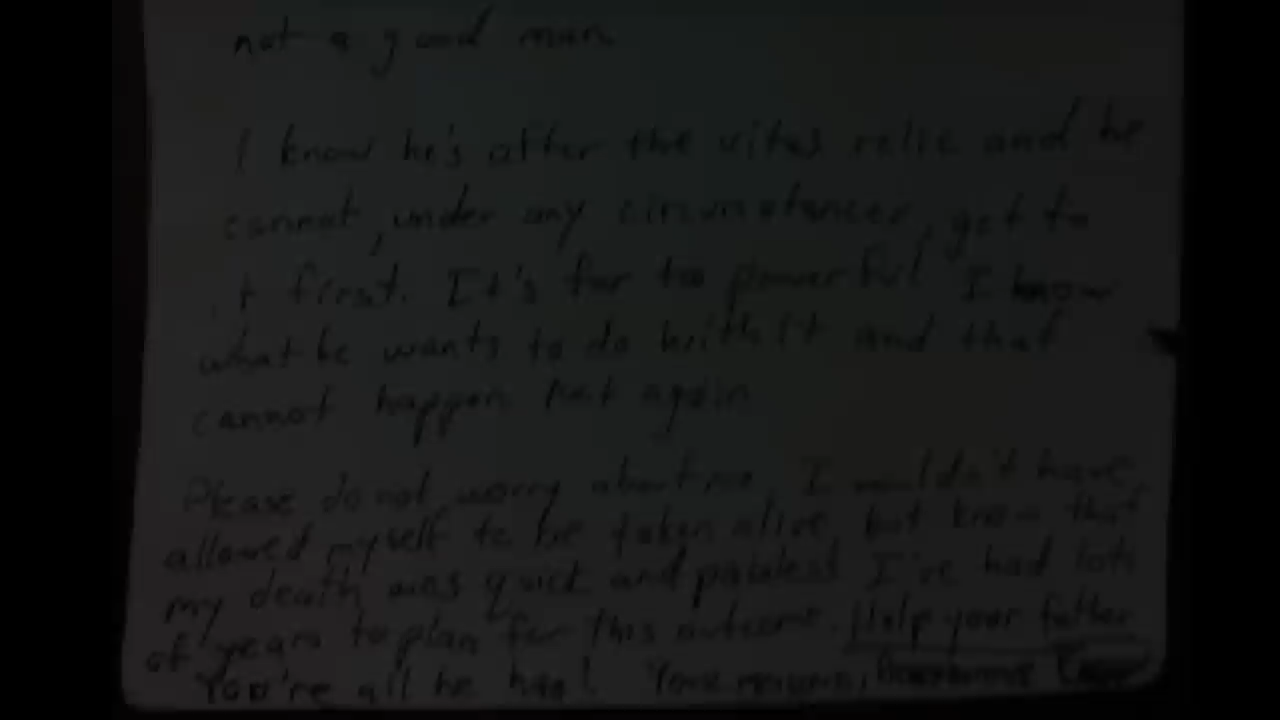 not a good man
I know he's after the vitas relic and he
cannot, under any circumstances, get to
it first. It's far too powerful I know
what he wants to do with it and that
cannot happen not again
Please do not worry about me. I wouldn't have
allowed myself to be taken alive, but know that
my death was quick and painless I've had lots
of years to plan for this outcome. Help your father
You're all he has!